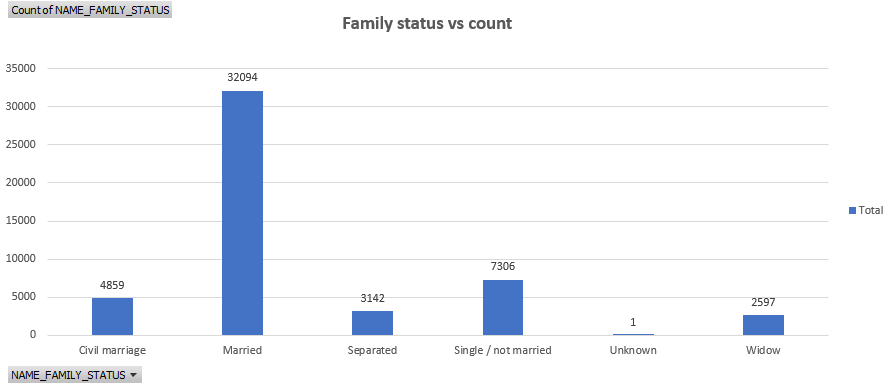 Count of NAME_FAMILY_STATUS
Family status vs count
35000
30000
25000
20000
15000
10000
5000
0
4859
32094
3142
7306
1
2597
Civil marriage
Married
Separated
Single / not married
Unknown
Widow
Total
NAME_FAMILY_STATUS